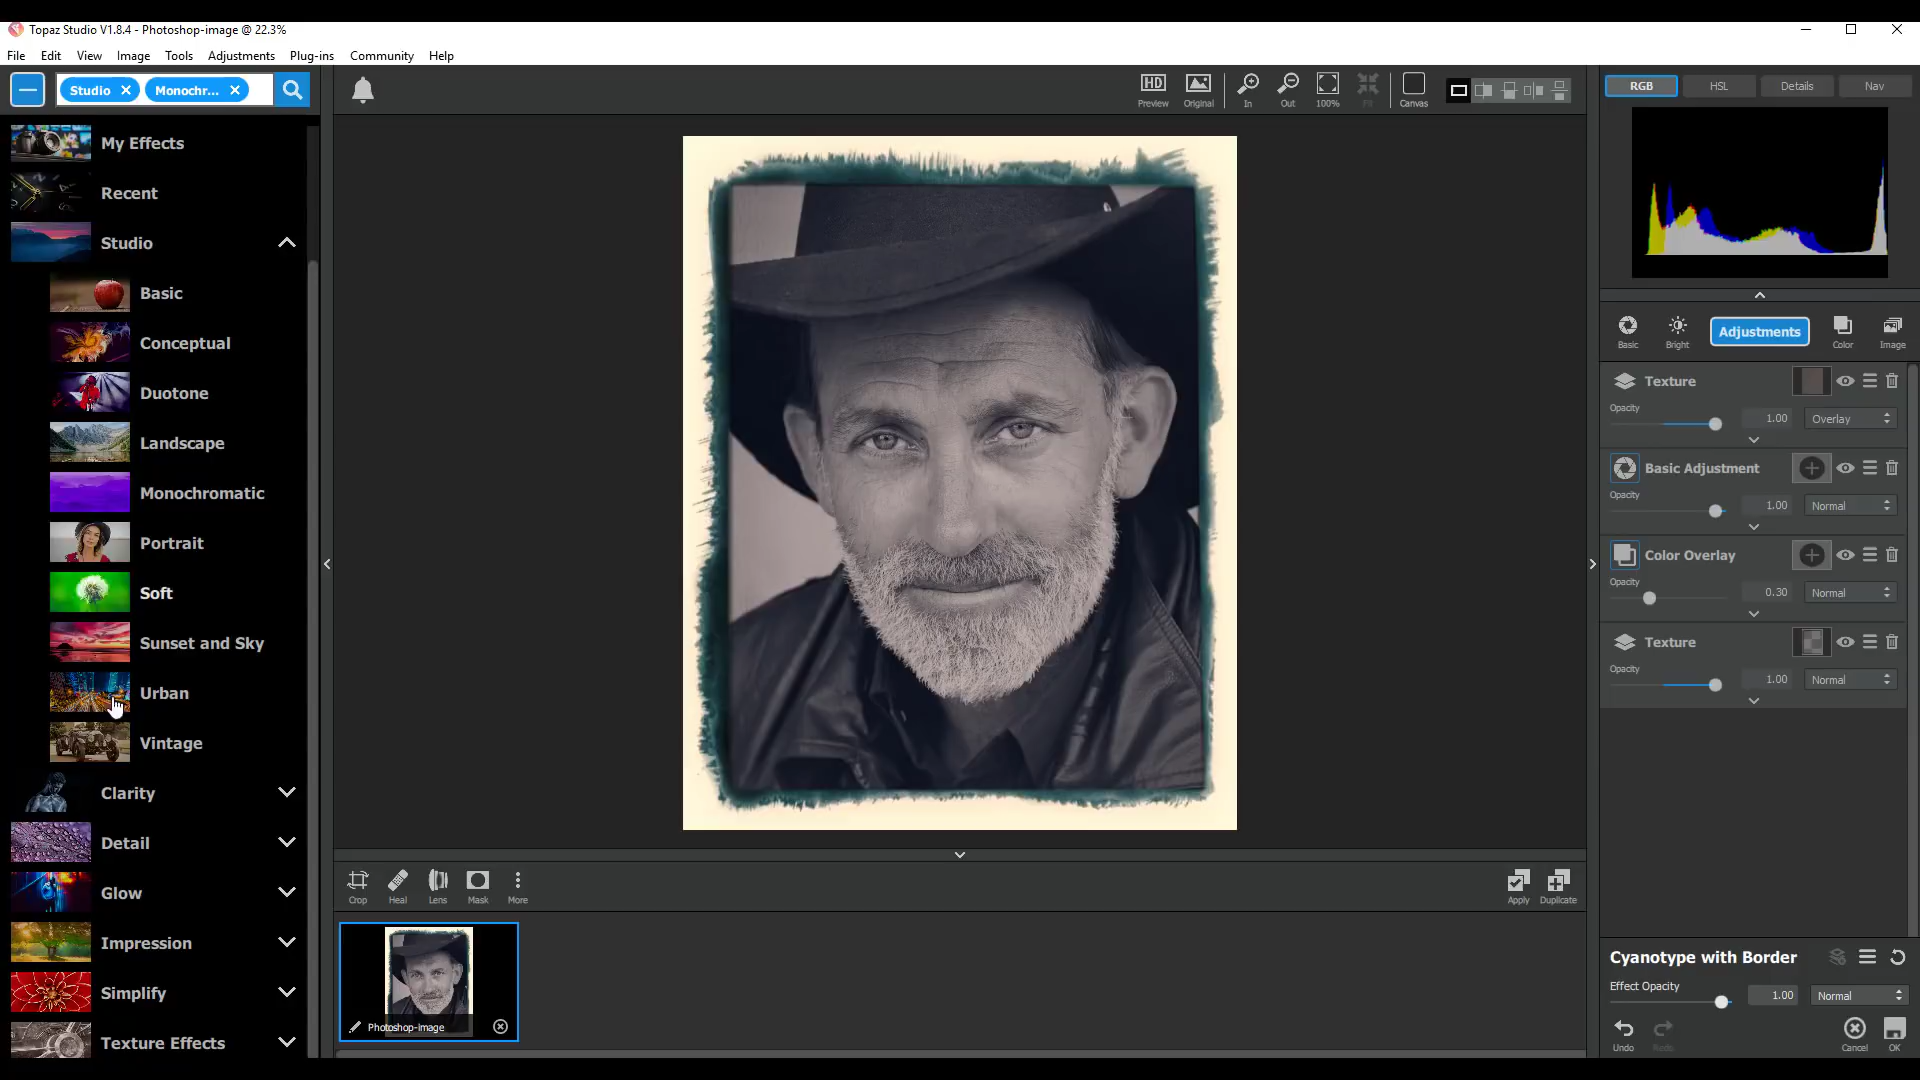 Topaz Studio V1.8.4 - Photoshop-image @ 22.3%
File Edit View Image Tools Adjustments Plug-ins Community Help
Studio Monochr...
HD
Preview Original In Out 100% Fit Canvas
RGB HSL Details Nav
My Effects
Recent
Studio
Basic
Conceptual
Duotone
Landscape
Monochromatic
Portrait
Soft
Sunset and Sky
Urban
Vintage
Clarity
Detail
Glow
Impression
Simplify
Texture Effects
Crop Heal Lens Mask More
Apply Duplicate
Photoshop-image
Basic Bright Adjustments Color Image
Texture
Opacity 1.00 Overlay
Basic Adjustment
Opacity 1.00 Normal
Color Overlay
Opacity 0.30 Normal
Texture
Opacity 1.00 Normal
Cyanotype with Border
Effect Opacity 1.00 Normal
Undo Redo Cancel OK